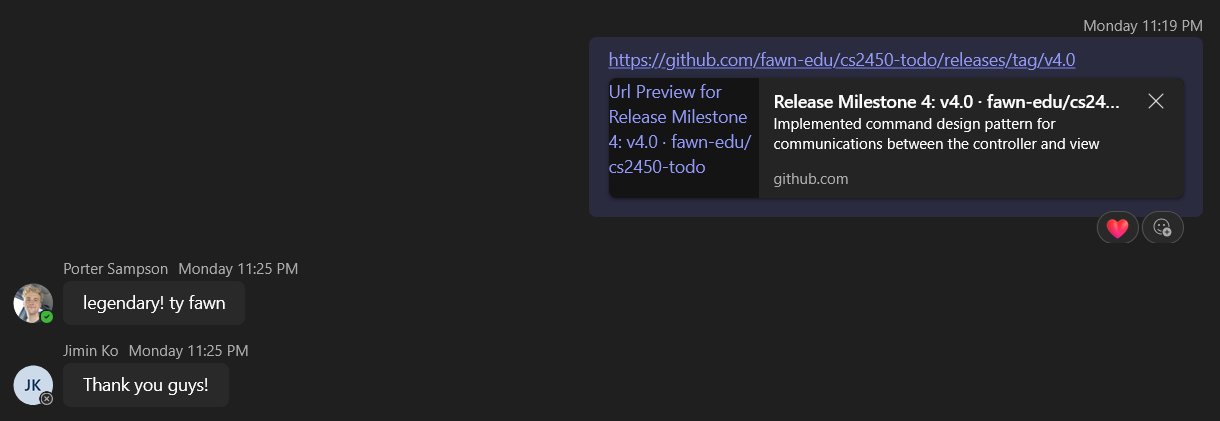 Monday 11:19 PM
https://github.com/fawn-edu/cs2450-todo/releases/tag/v4.0
Url Preview for
Release Milestone
4: v4.0 · fawn-edu/
cs2450-todo
Release Milestone 4: v4.0 · fawn-edu/cs24...
Implemented command design pattern for
communications between the controller and view
github.com
Porter Sampson Monday 11:25 PM
legendary! ty fawn
Jimin Ko Monday 11:25 PM
JK
Thank you guys!